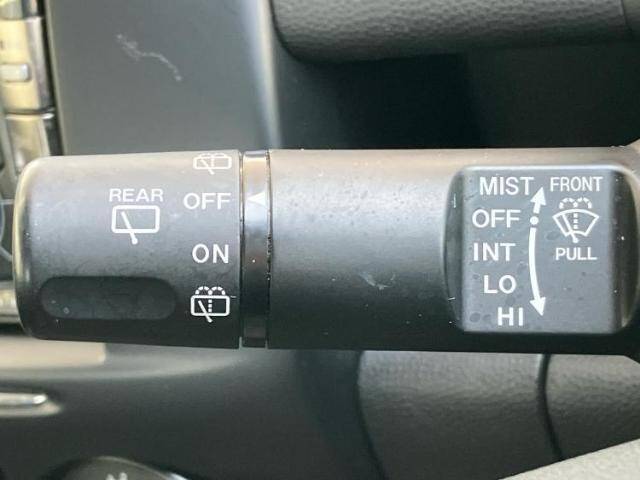 REAR
OFF
ON
MIST
OFF
INT
LO
HI
FRONT
PULL